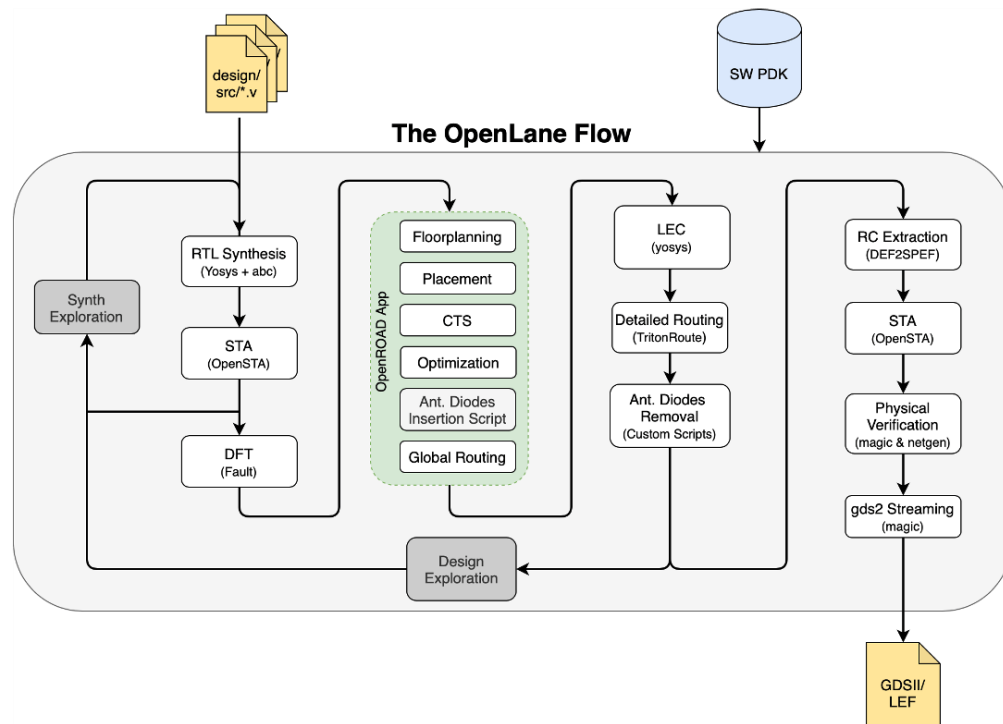 design/
src/*.v
SW PDK
The OpenLane Flow
RTL Synthesis
(Yosys + abc)
Synth
Exploration
STA
(OpenSTA)
DFT
(Fault)
OpenROAD App
Floorplanning
Placement
CTS
Optimization
Ant. Diodes
Insertion Script
Global Routing
LEC
(yosys)
Detailed Routing
(TritonRoute)
Ant. Diodes
Removal
(Custom Scripts)
Design
Exploration
RC Extraction
(DEF2SPEF)
STA
(OpenSTA)
Physical
Verification
(magic & netgen)
gds2 Streaming
(magic)
GDSII/
LEF